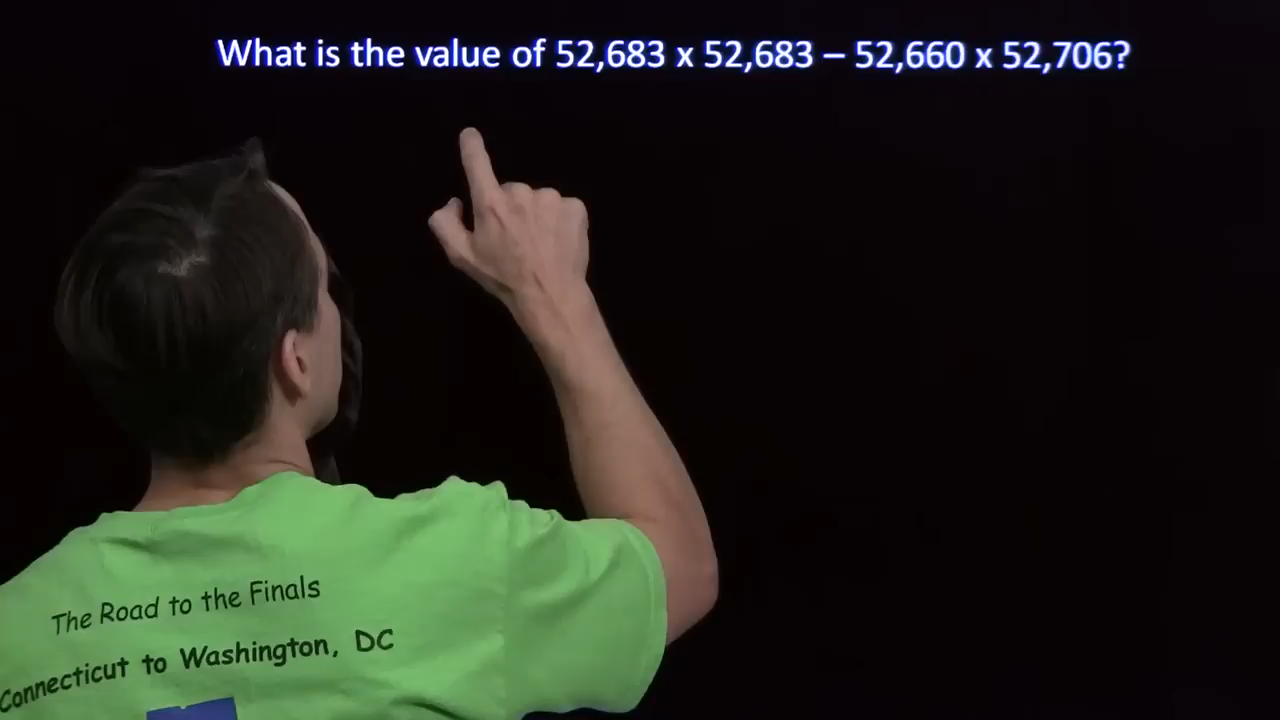 What is the value of 52,683 x 52,683 – 52,660 x 52,706?
The Road to the Finals
Connecticut to Washington, DC